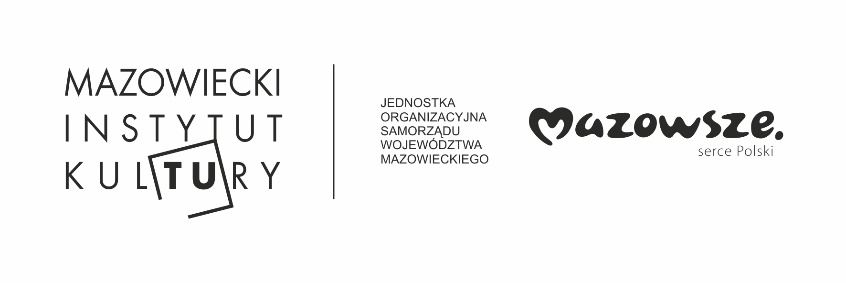 MAZOWIECKI
INSTYTUT
KULTURY
JEDNOSTKA
ORGANIZACYJNA
SAMORZĄDU
WOJEWÓDZTWA
MAZOWIECKIEGO
mazowsze.
serce Polski